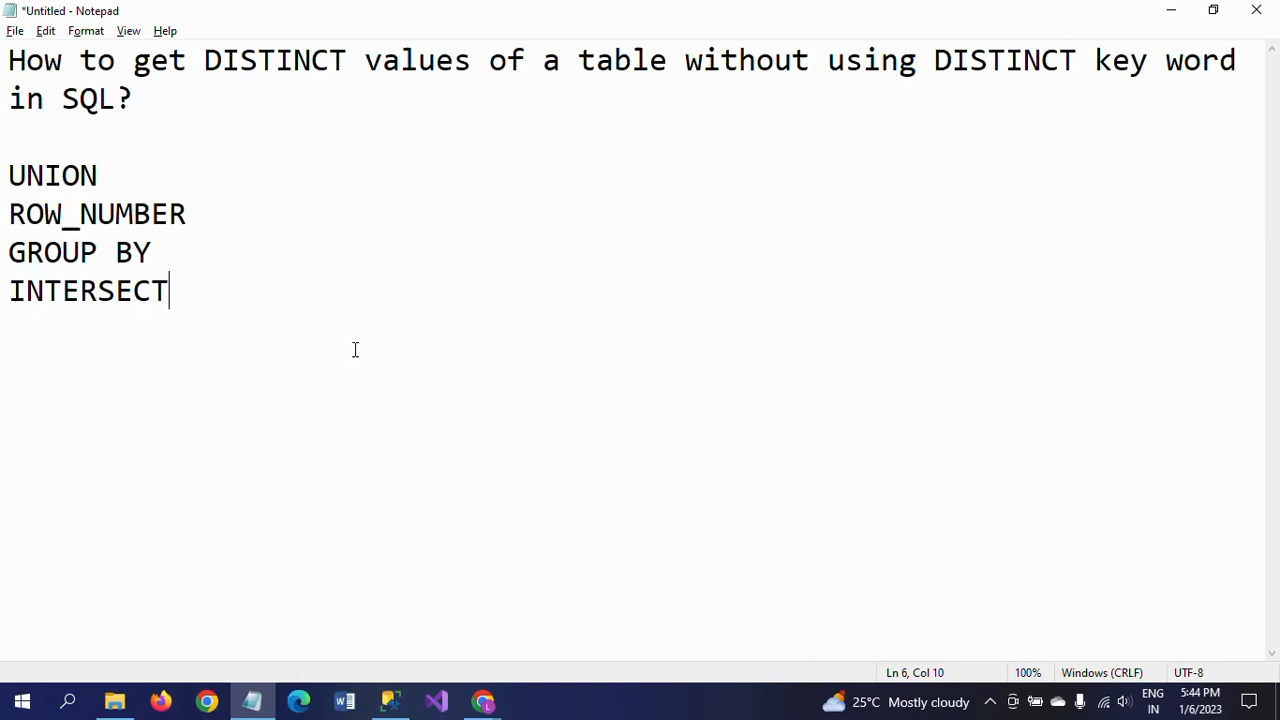 *Untitled - Notepad
File Edit Format View Help
How to get DISTINCT values of a table without using DISTINCT key word
in SQL?
UNION
ROW_NUMBER
GROUP BY
INTERSECT
Ln 6, Col 10 100% Windows (CRLF) UTF-8
25°C Mostly cloudy ENG IN 5:44 PM 1/6/2023